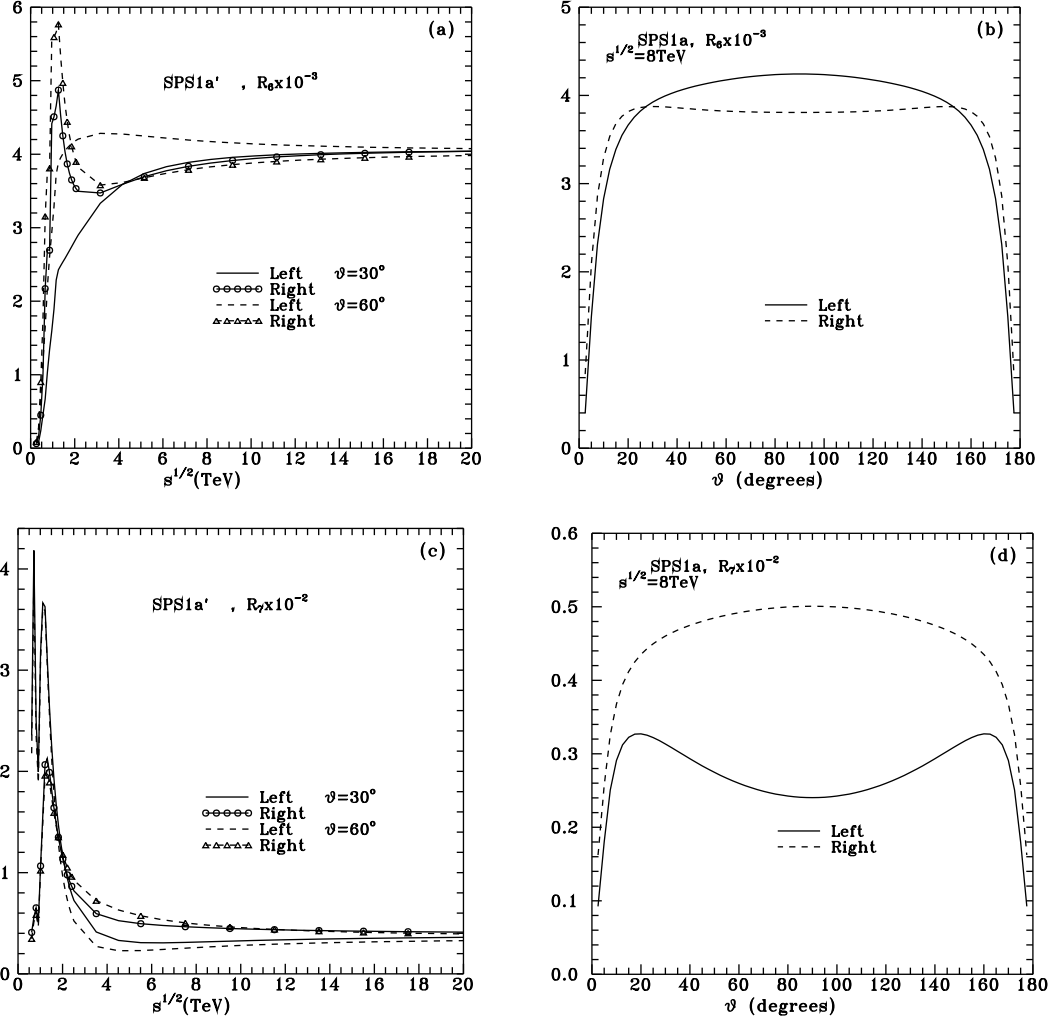 6
5
4
3
2
1
0
(a)
SPS1a' , R₆x10⁻³
Left ϑ=30°
Right
Left ϑ=60°
Right
0 2 4 6 8 10 12 14 16 18 20
s^1/2(TeV)
5
4
3
2
1
0
(b)
SPS1a, R₆x10⁻³
s^1/2=8TeV
Left
Right
0 20 40 60 80 100 120 140 160 180
ϑ (degrees)
4
3
2
1
0
(c)
SPS1a' , R₇x10⁻²
Left ϑ=30°
Right
Left ϑ=60°
Right
0 2 4 6 8 10 12 14 16 18 20
s^1/2(TeV)
0.6
0.5
0.4
0.3
0.2
0.1
0.0
(d)
SPS1a, R₇x10⁻²
s^1/2=8TeV
Left
Right
0 20 40 60 80 100 120 140 160 180
ϑ (degrees)